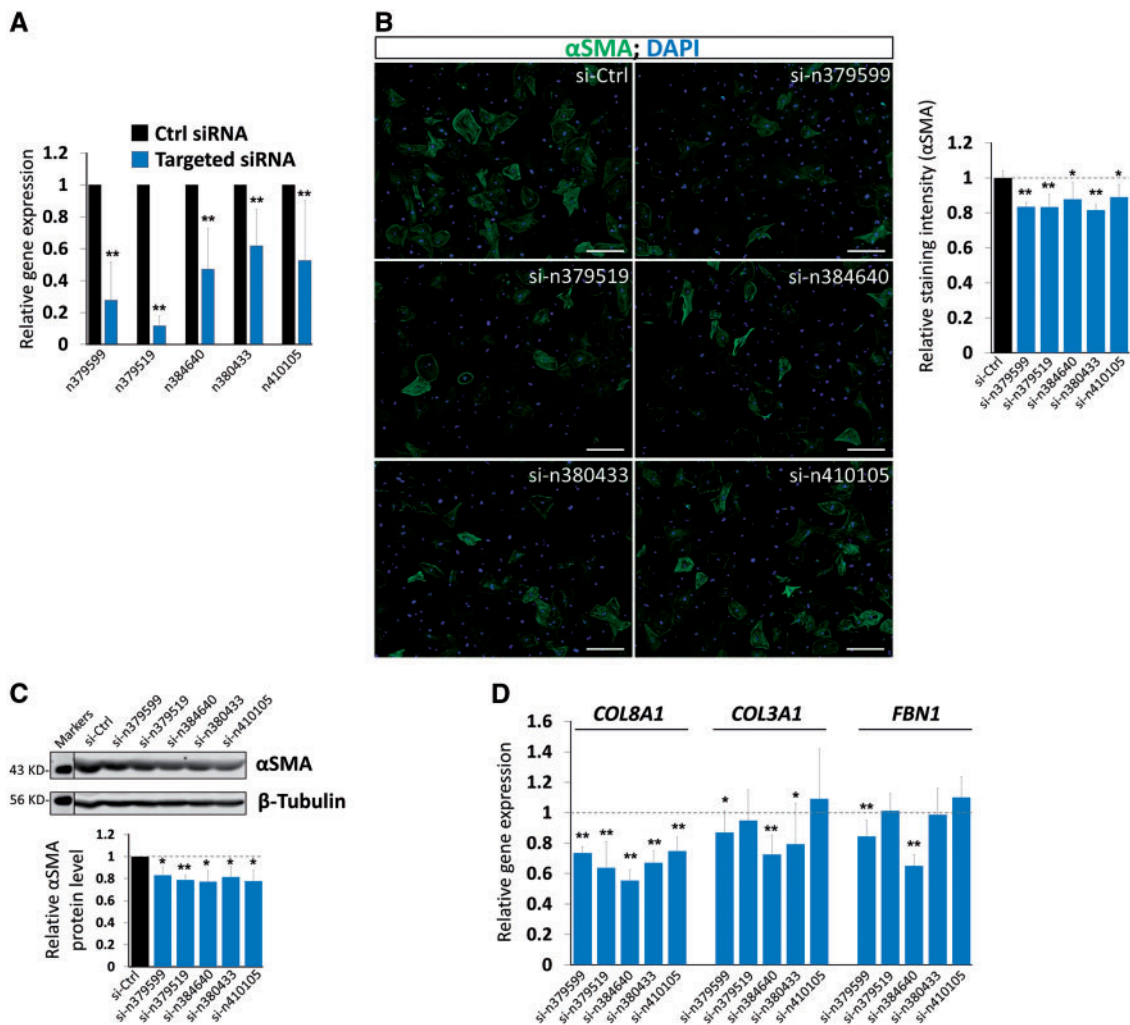 A
Ctrl siRNA
Targeted siRNA
Relative gene expression
1.2
1
0.8
0.6
0.4
0.2
0
**
**
**
**
**
n379599
n379519
n384640
n380433
n410105
B
αSMA; DAPI
si-Ctrl
si-n379599
si-n379519
si-n384640
si-n380433
si-n410105
Relative staining intensity (αSMA)
1.2
1
0.8
0.6
0.4
0.2
0
**
**
*
**
*
si-Ctrl
si-n379599
si-n379519
si-n384640
si-n380433
si-n410105
C
Markers
si-Ctrl
si-n379599
si-n379519
si-n384640
si-n380433
si-n410105
43 KD-
αSMA
56 KD-
β-Tubulin
Relative αSMA
protein level
1.2
1
0.8
0.6
0.4
0.2
0
*
**
*
*
*
si-Ctrl
si-n379599
si-n379519
si-n384640
si-n380433
si-n410105
D
COL8A1 COL3A1 FBN1
Relative gene expression
1.6
1.4
1.2
1
0.8
0.6
0.4
0.2
0
**
**
**
**
**
*
**
*
**
**
si-n379599
si-n379519
si-n384640
si-n380433
si-n410105
si-n379599
si-n379519
si-n384640
si-n380433
si-n410105
si-n379599
si-n379519
si-n384640
si-n380433
si-n410105